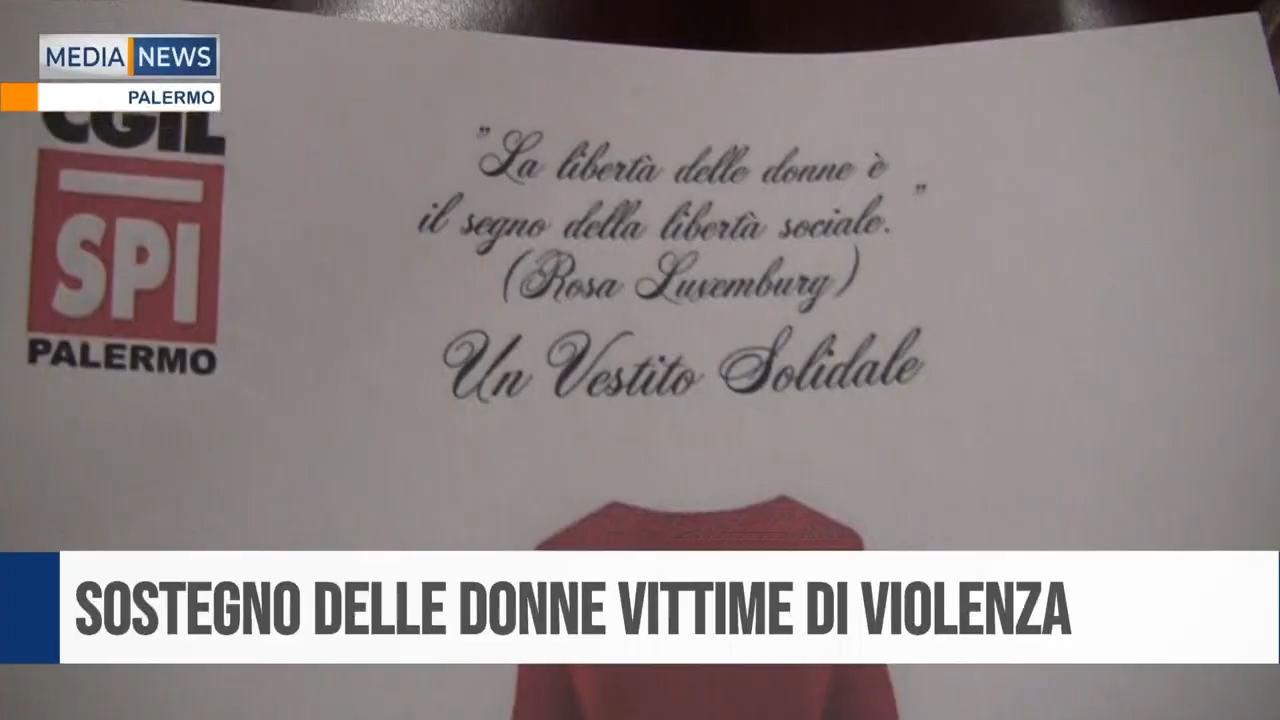 MEDIA NEWS
PALERMO
CGIL
SPI
PALERMO
"La libertà delle donne è
il segno della libertà sociale."
(Rosa Luxemburg)
Un Vestito Solidale
SOSTEGNO DELLE DONNE VITTIME DI VIOLENZA